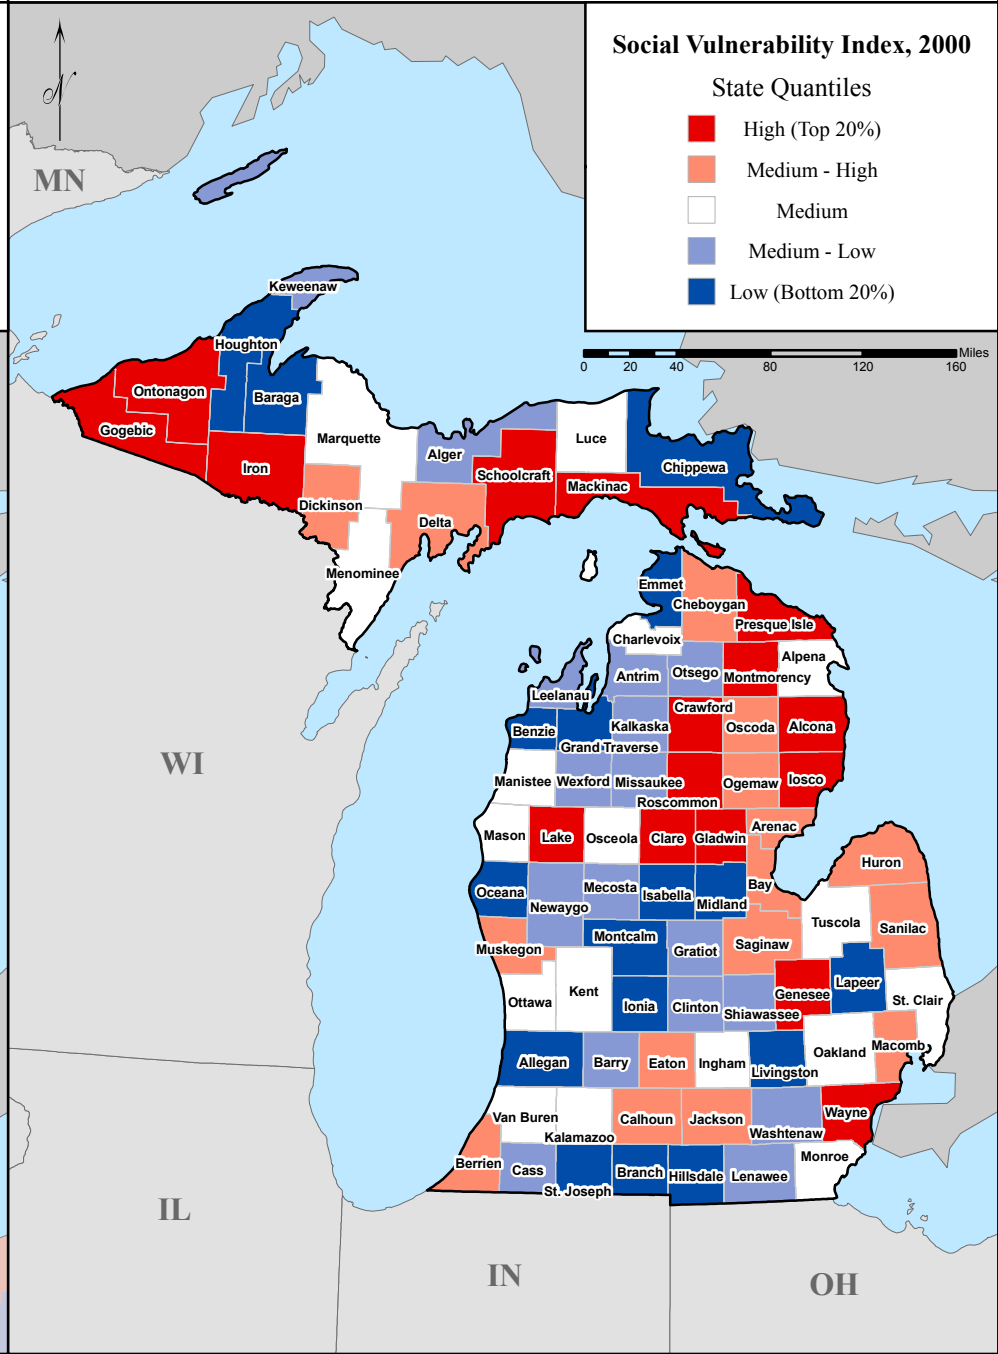 Social Vulnerability Index, 2000
State Quantiles
High (Top 20%)
Medium - High
Medium
Medium - Low
Low (Bottom 20%)
Miles
0 20 40 80 120 160
N
MN
Keweenaw
Houghton
Ontonagon
Baraga
Gogebic
Marquette
Iron
Alger
Luce
Schoolcraft
Chippewa
Mackinac
Dickinson
Delta
Menominee
Emmet
Cheboygan
Presque Isle
Charlevoix
Alpena
Antrim
Otsego
Montmorency
Leelanau
Crawford
Benzie
Kalkaska
Oscoda
Alcona
Grand Traverse
WI
Manistee
Wexford
Missaukee
Ogemaw
Iosco
Roscommon
Arenac
Mason
Lake
Osceola
Clare
Gladwin
Huron
Oceana
Mecosta
Isabella
Bay
Midland
Newaygo
Tuscola
Sanilac
Montcalm
Muskegon
Gratiot
Saginaw
Lapeer
Kent
Genesee
Ottawa
St. Clair
Ionia
Clinton
Shiawassee
Macomb
Oakland
Allegan
Barry
Eaton
Ingham
Livingston
Wayne
Van Buren
Calhoun
Jackson
Kalamazoo
Washtenaw
Monroe
Berrien
Cass
Branch
Hillsdale
Lenawee
St. Joseph
IL
IN
OH